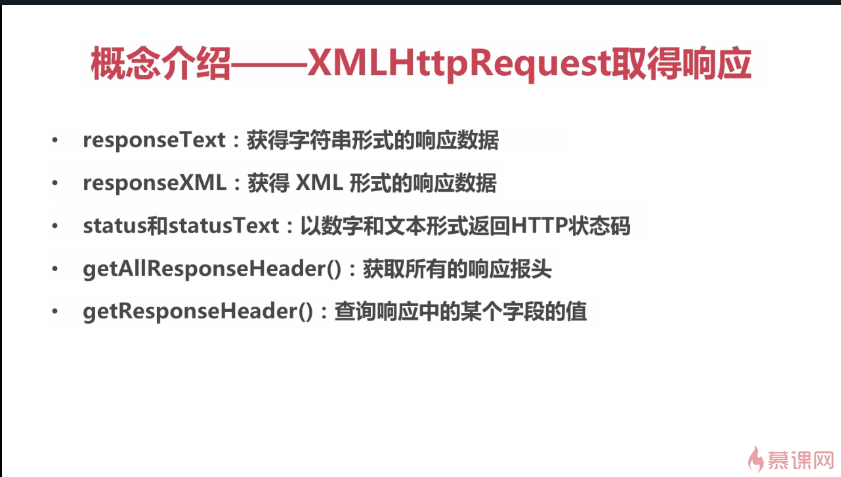 概念介绍——XMLHttpRequest取得响应
• responseText：获得字符串形式的响应数据
• responseXML：获得 XML 形式的响应数据
• status和statusText：以数字和文本形式返回HTTP状态码
• getAllResponseHeader()：获取所有的响应报头
• getResponseHeader()：查询响应中的某个字段的值
慕课网